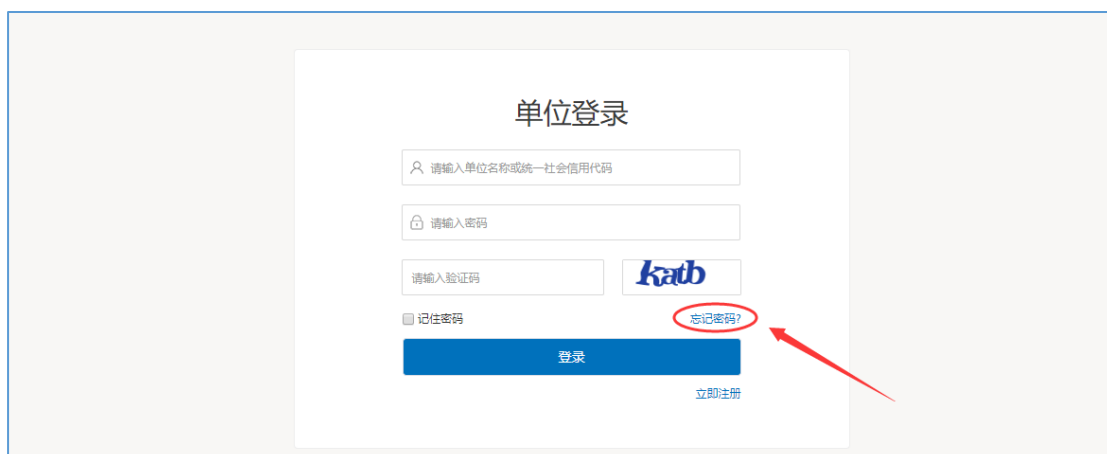 单位登录
请输入单位名称或统一社会信用代码
请输入密码
请输入验证码
katb
记住密码
忘记密码?
登录
立即注册